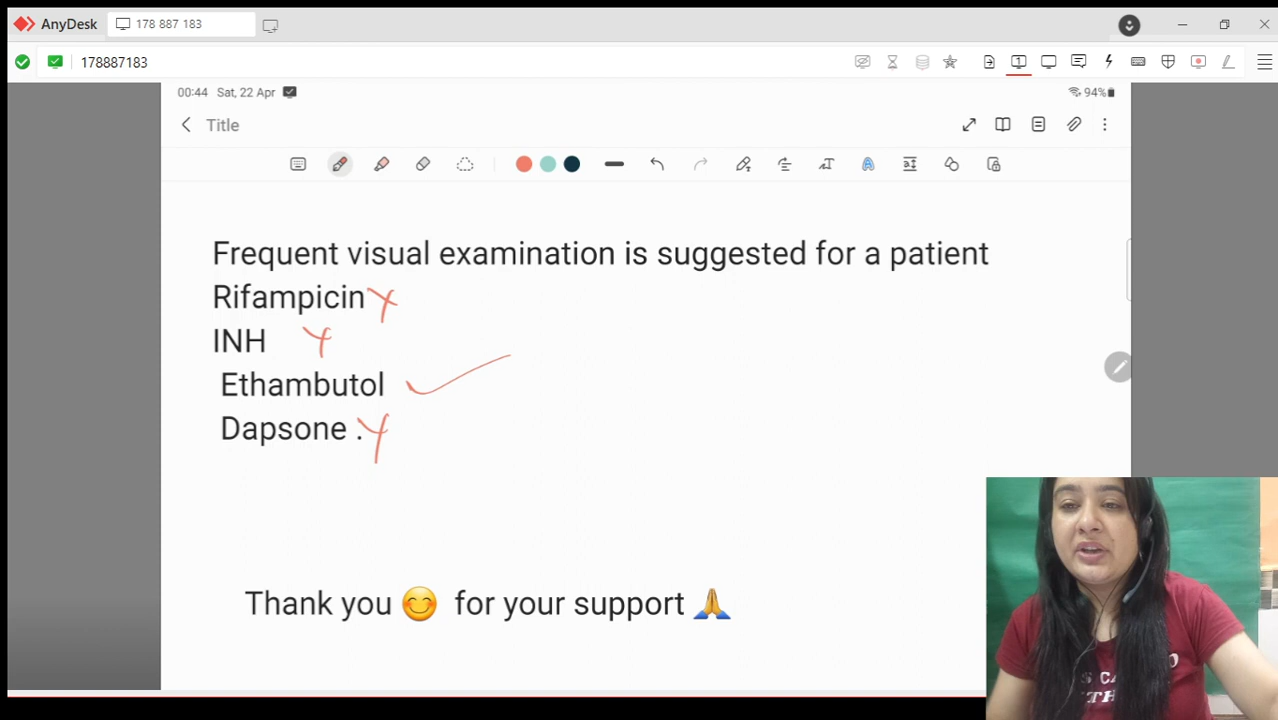 AnyDesk 178 887 183
178887183
00:44 Sat, 22 Apr 94%
Title
Frequent visual examination is suggested for a patient
Rifampicin
INH
Ethambutol
Dapsone .
Thank you 😊 for your support 🙏